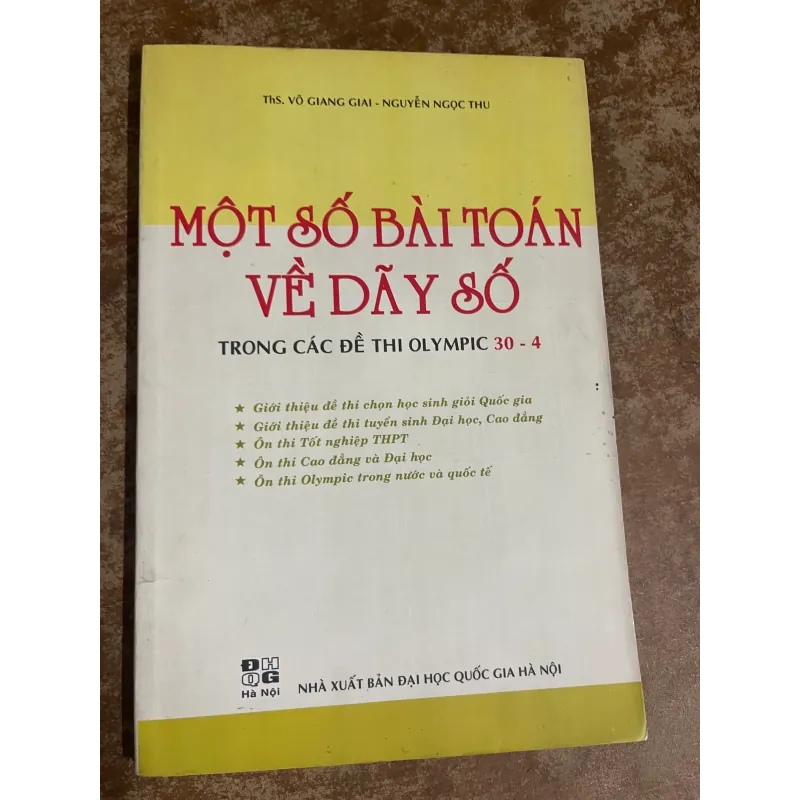 ThS. VÕ GIANG GIAI - NGUYỄN NGỌC THU
MỘT SỐ BÀI TOÁN
VỀ DÃY SỐ
TRONG CÁC ĐỀ THI OLYMPIC 30 - 4
★ Giới thiệu đề thi chọn học sinh giỏi Quốc gia
★ Giới thiệu đề thi tuyển sinh Đại học, Cao đẳng
★ Ôn thi Tốt nghiệp THPT
★ Ôn thi Cao đẳng và Đại học
★ Ôn thi Olympic trong nước và quốc tế
ĐH
QG
Hà Nội
NHÀ XUẤT BẢN ĐẠI HỌC QUỐC GIA HÀ NỘI